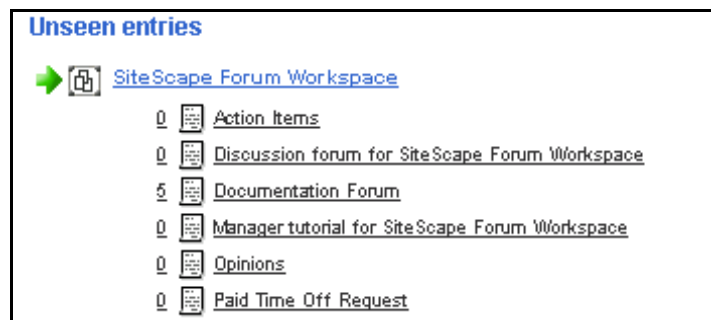 Unseen entries
SiteScape Forum Workspace
0 Action Items
0 Discussion forum for SiteScape Forum Workspace
5 Documentation Forum
0 Manager tutorial for SiteScape Forum Workspace
0 Opinions
0 Paid Time Off Request